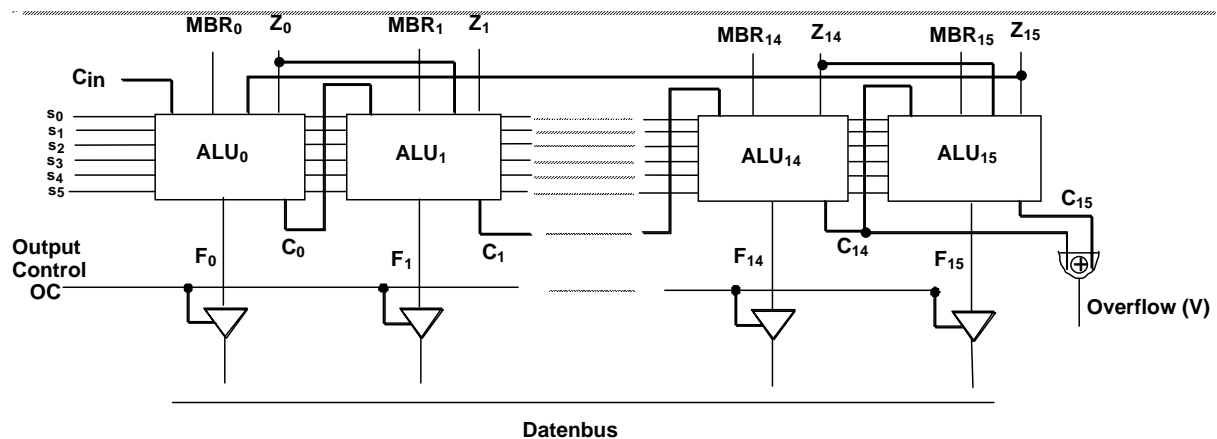 MBR0 Z0 MBR1 Z1 MBR14 Z14 MBR15 Z15
Cin
s0
s1
s2
s3
s4
s5
ALU0 ALU1 ALU14 ALU15
C0 C1 C14 C15
Output
Control
OC
F0 F1 F14 F15
+
Overflow (V)
Datenbus